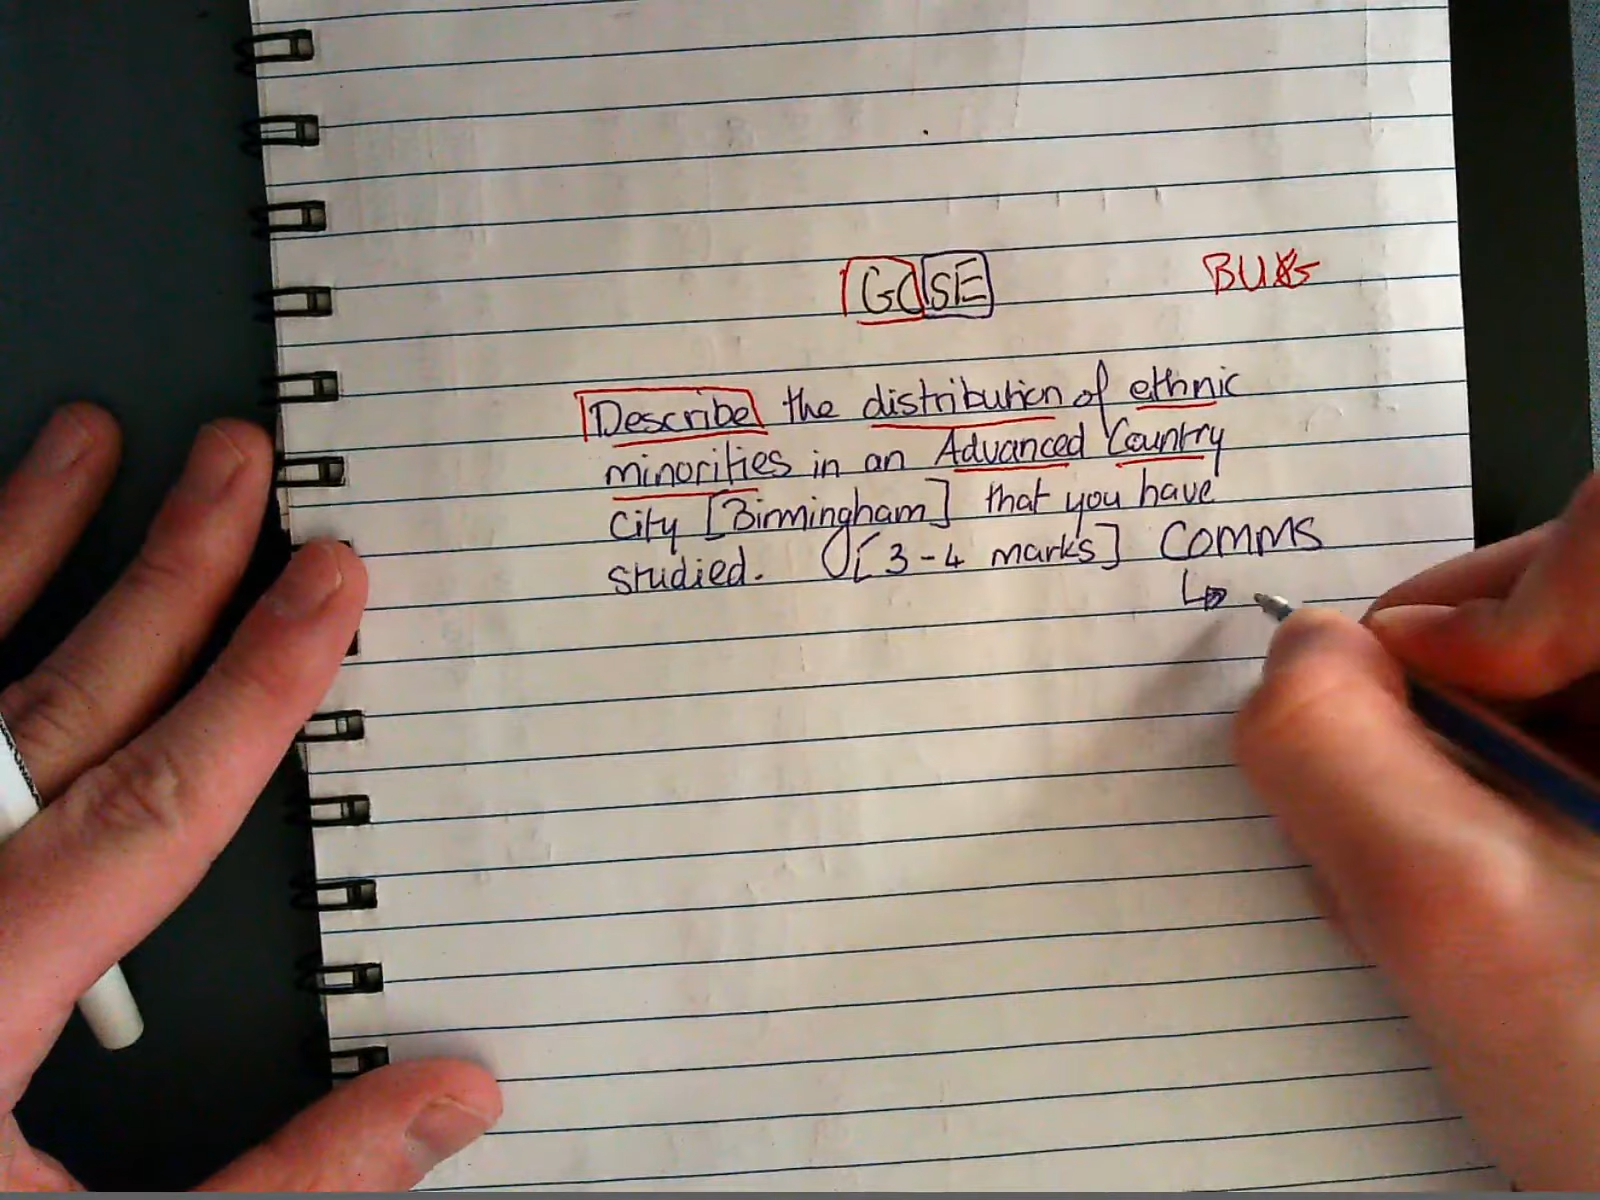 GCSE BUG
Describe the distribution of ethnic
minorities in an Advanced Country
City [Birmingham] that you have
studied. [3-4 marks] COMMS